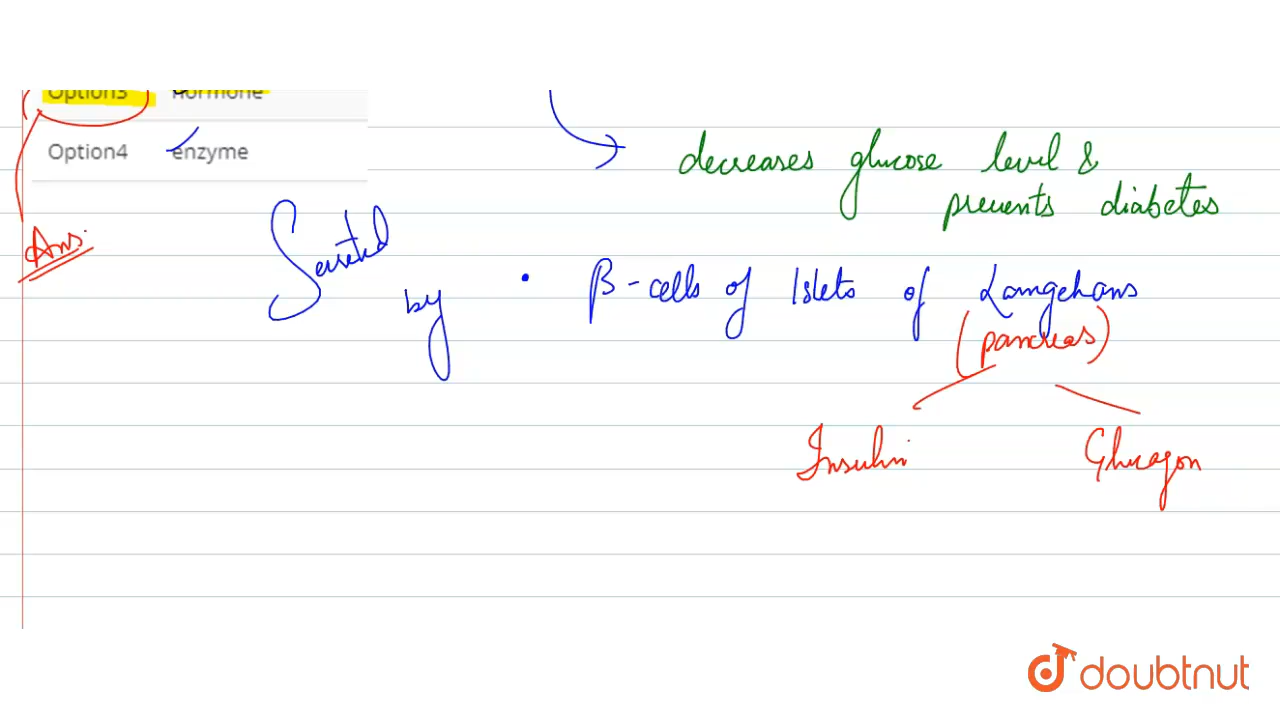 Option3 hormone
Option4 enzyme
decreases glucose level &
prevents diabetes
Ans.
Secreted by
• β-cells of Islets of Langehans
(pancreas)
Insulin Glucagon
doubtnut